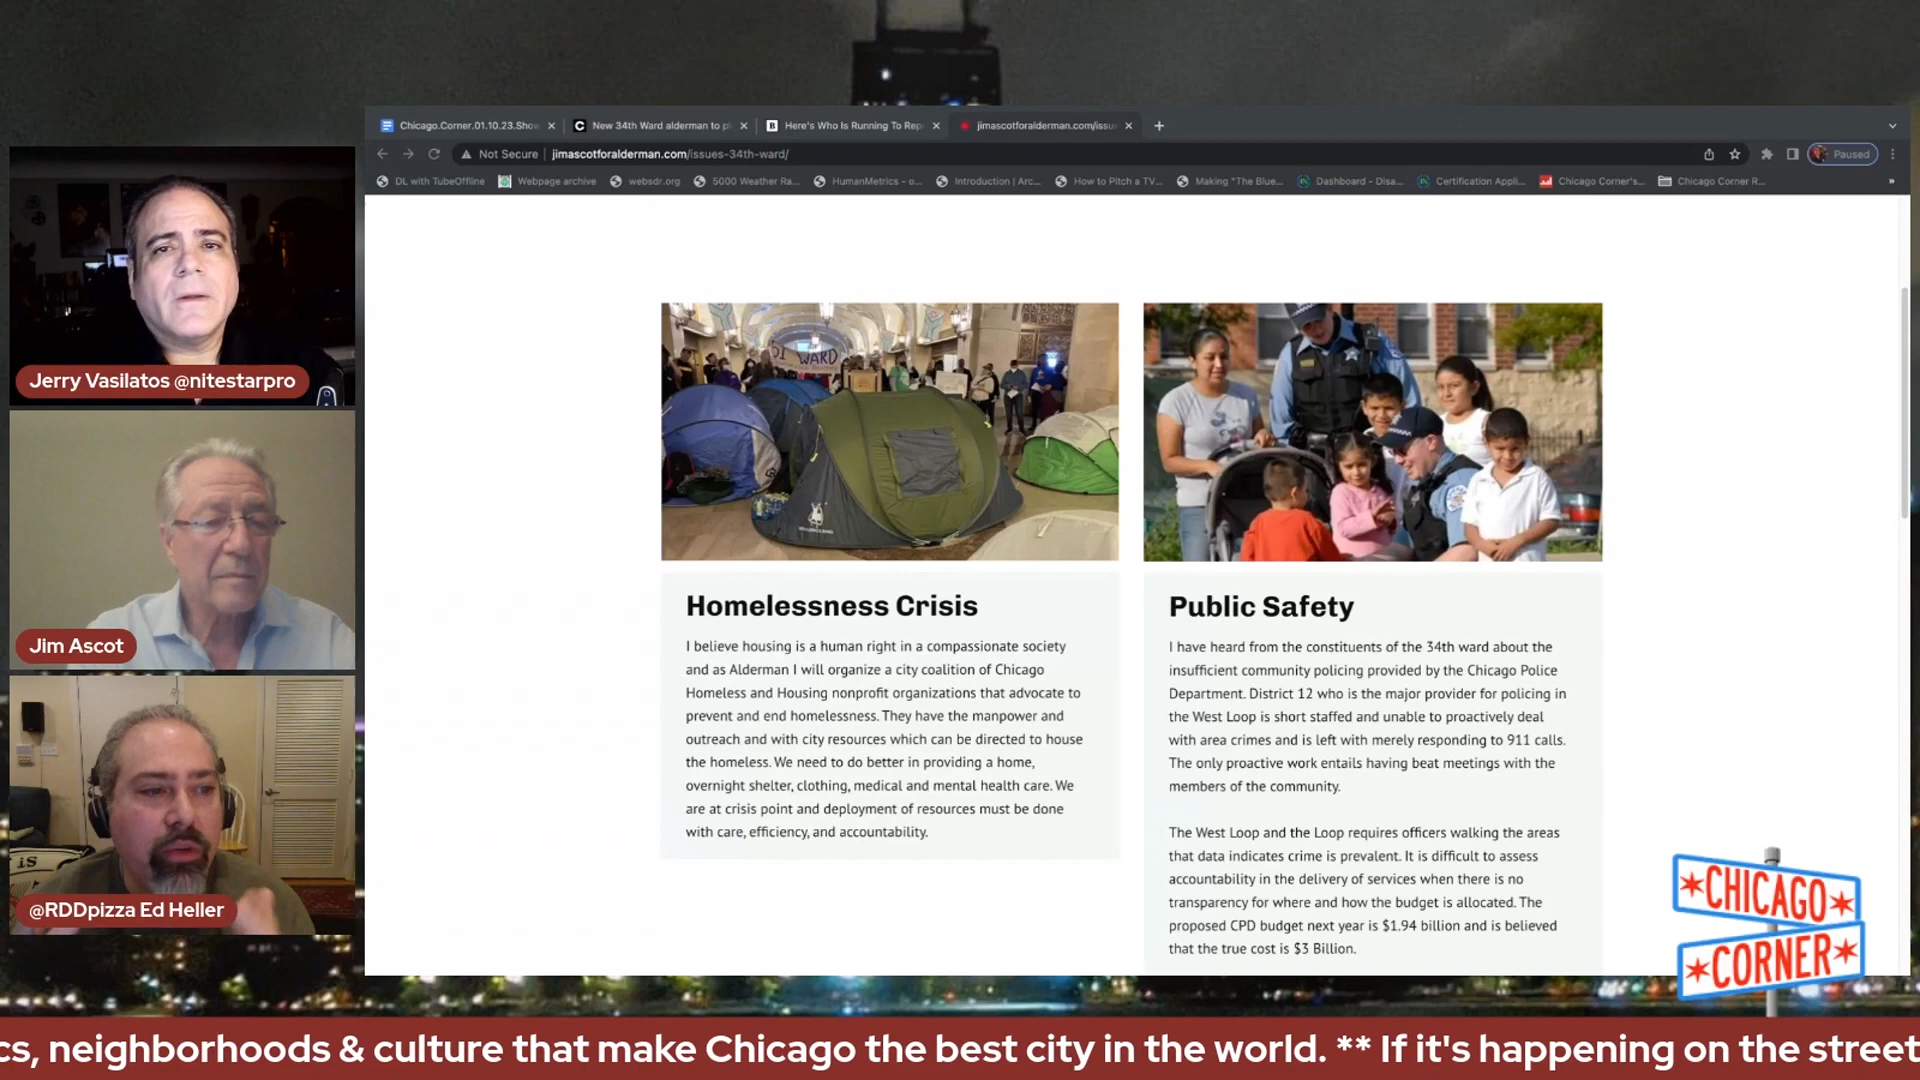 Chicago.Corner.01.10.23.Show
New 34th Ward alderman to pl
Here's Who Is Running To Rep
jimascotforalderman.com/issu
Not Secure
jimascotforalderman.com/issues-34th-ward/
Paused
DL with TubeOffline
Webpage archive
websdr.org
5000 Weather Ra...
HumanMetrics - o...
Introduction | Arc...
How to Pitch a TV...
Making "The Blue...
Dashboard - Disa...
Certification Appli...
Chicago Corner's...
Chicago Corner R...
»
Jerry Vasilatos @nitestarpro
Jim Ascot
@RDDpizza Ed Heller
is
51 WARD
Homelessness Crisis
I believe housing is a human right in a compassionate society
and as Alderman I will organize a city coalition of Chicago
Homeless and Housing nonprofit organizations that advocate to
prevent and end homelessness. They have the manpower and
outreach and with city resources which can be directed to house
the homeless. We need to do better in providing a home,
overnight shelter, clothing, medical and mental health care. We
are at crisis point and deployment of resources must be done
with care, efficiency, and accountability.
Public Safety
I have heard from the constituents of the 34th ward about the
insufficient community policing provided by the Chicago Police
Department. District 12 who is the major provider for policing in
the West Loop is short staffed and unable to proactively deal
with area crimes and is left with merely responding to 911 calls.
The only proactive work entails having beat meetings with the
members of the community.
The West Loop and the Loop requires officers walking the areas
that data indicates crime is prevalent. It is difficult to assess
accountability in the delivery of services when there is no
transparency for where and how the budget is allocated. The
proposed CPD budget next year is $1.94 billion and is believed
that the true cost is $3 Billion.
CHICAGO
CORNER
cs, neighborhoods & culture that make Chicago the best city in the world. ** If it's happening on the street